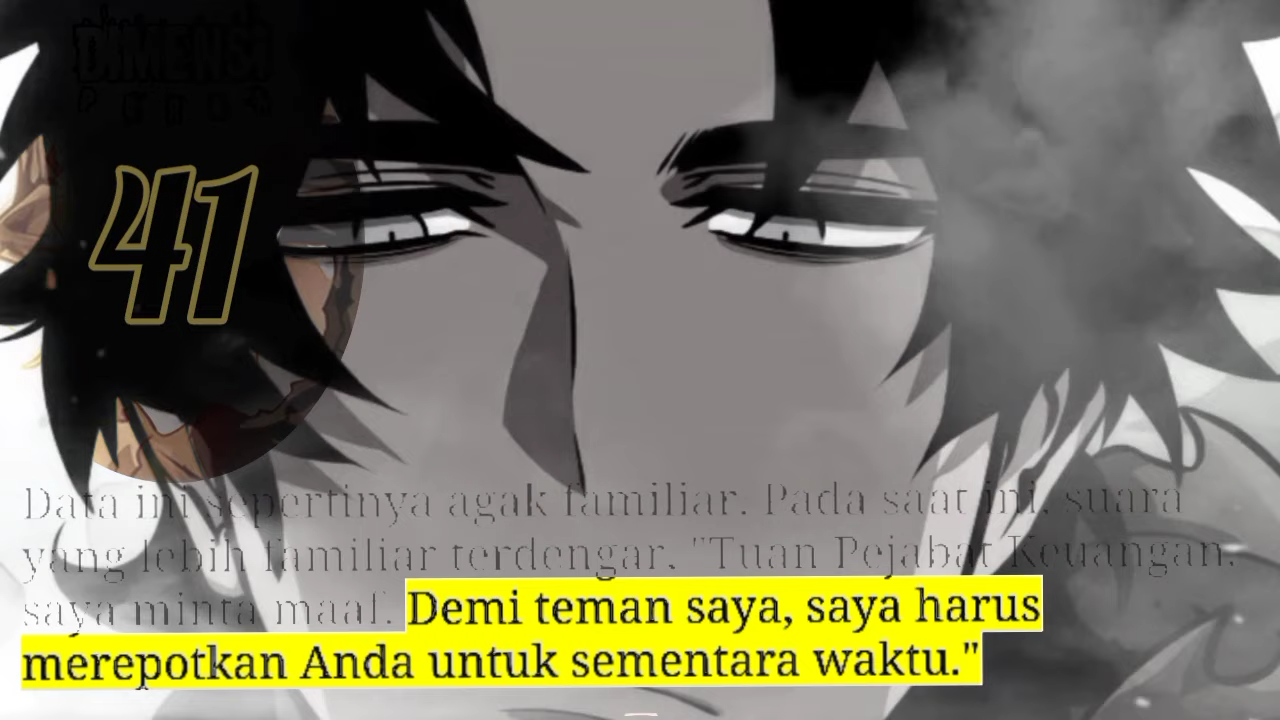 DIMENSI
41
Data ini sepertinya agak familiar. Pada saat ini, suara
yang lebih familiar terdengar, "Tuan Pejabat Keuangan,
saya minta maaf. Demi teman saya, saya harus
merepotkan Anda untuk sementara waktu."